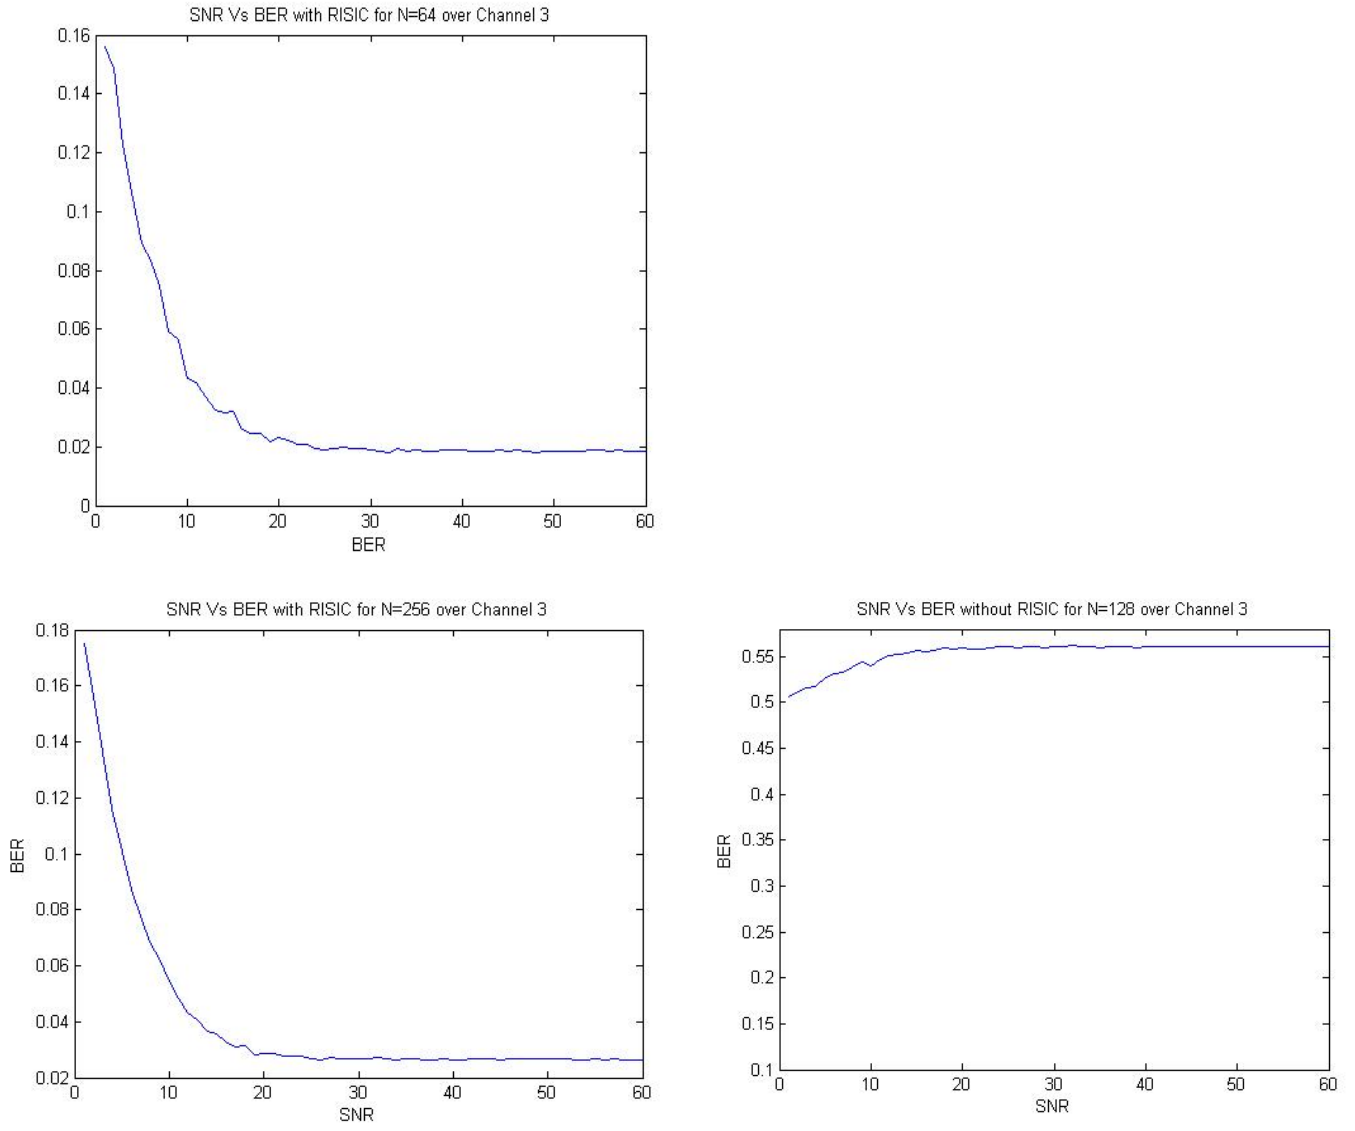 SNR Vs BER with RISIC for N=64 over Channel 3
0.16
0.14
0.12
0.1
0.08
0.06
0.04
0.02
0
0 10 20 30 40 50 60
BER
SNR Vs BER with RISIC for N=256 over Channel 3
0.18
0.16
0.14
0.12
0.1
0.08
0.06
0.04
0.02
BER
0 10 20 30 40 50 60
SNR
SNR Vs BER without RISIC for N=128 over Channel 3
0.55
0.5
0.45
0.4
0.35
0.3
0.25
0.2
0.15
0.1
BER
0 10 20 30 40 50 60
SNR